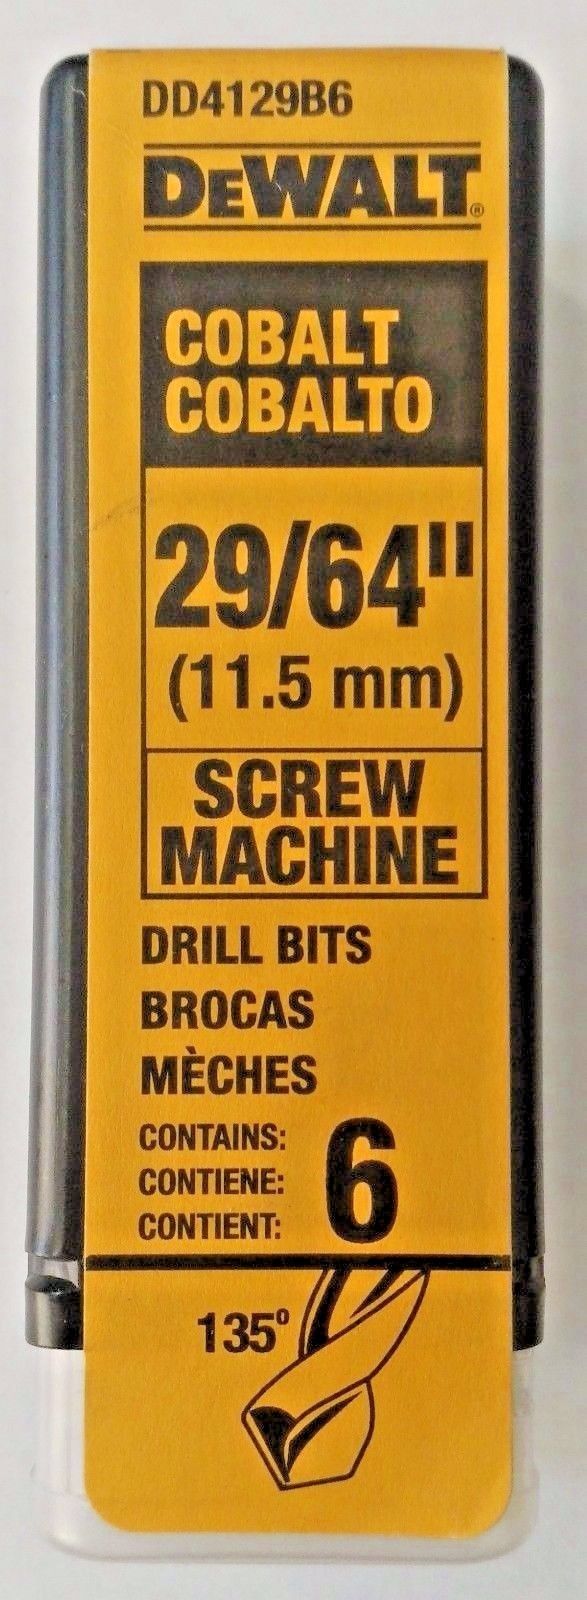 DD4129B6
DEWALT®
COBALT
COBALTO
29/64"
(11.5 mm)
SCREW
MACHINE
DRILL BITS
BROCAS
MÈCHES
CONTAINS:
CONTIENE:
CONTIENT:
6
135°